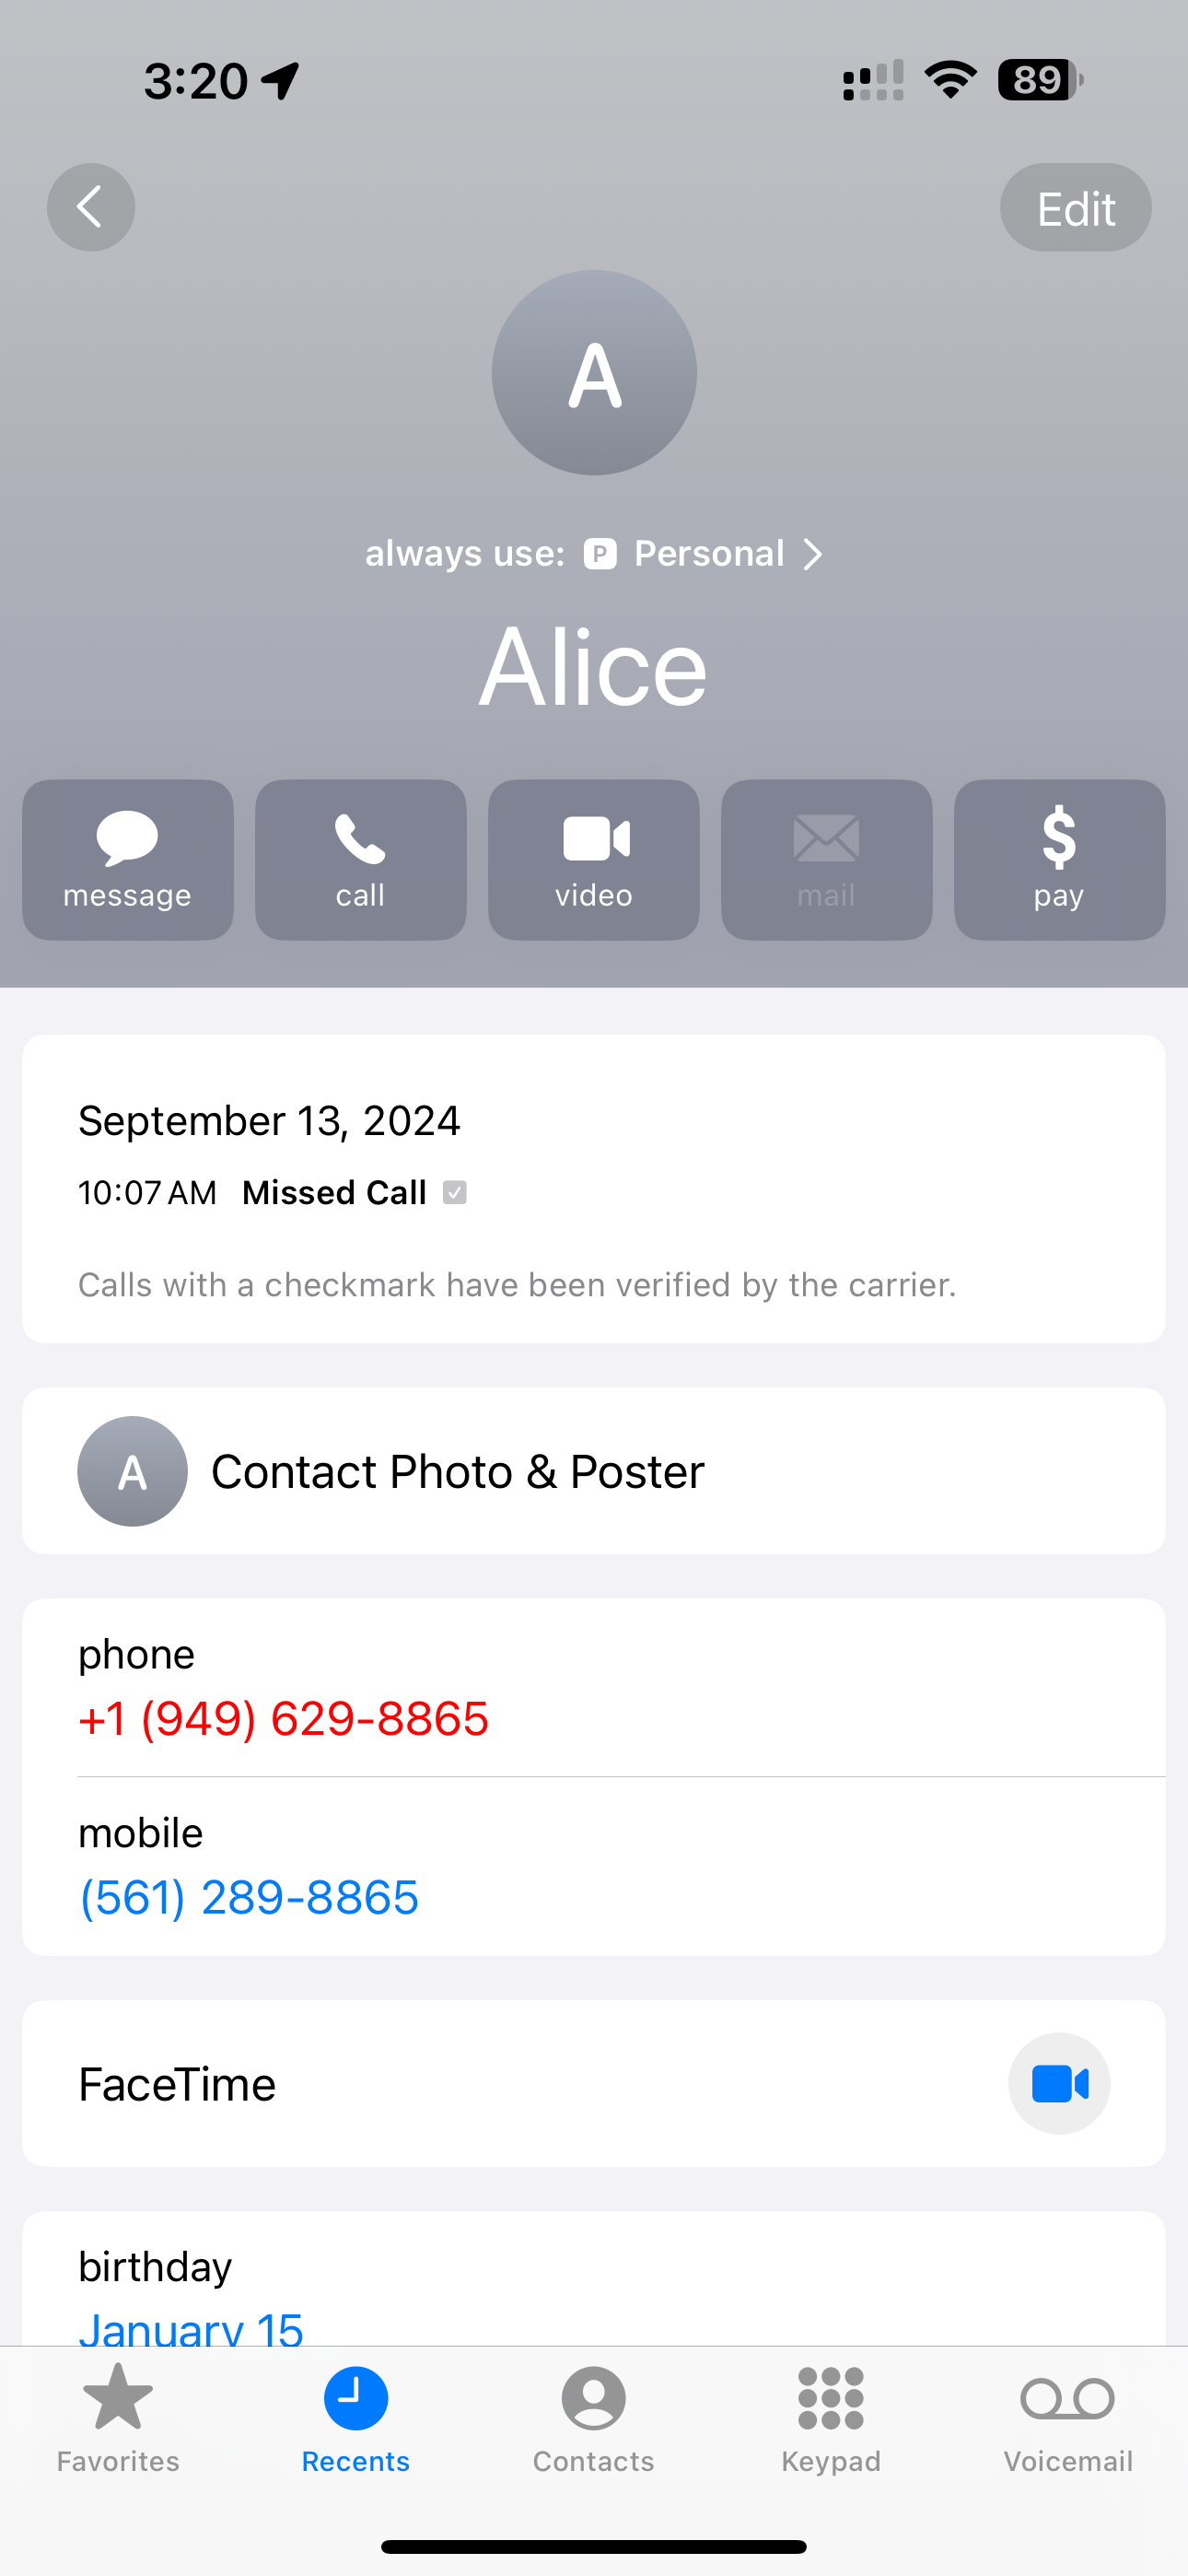 3:20 89
Edit
A
always use: P Personal
Alice
message call video mail pay
September 13, 2024
10:07 AM Missed Call
Calls with a checkmark have been verified by the carrier.
A Contact Photo & Poster
phone
+1 (949) 629-8865
mobile
(561) 289-8865
FaceTime
birthday
January 15
Favorites Recents Contacts Keypad Voicemail